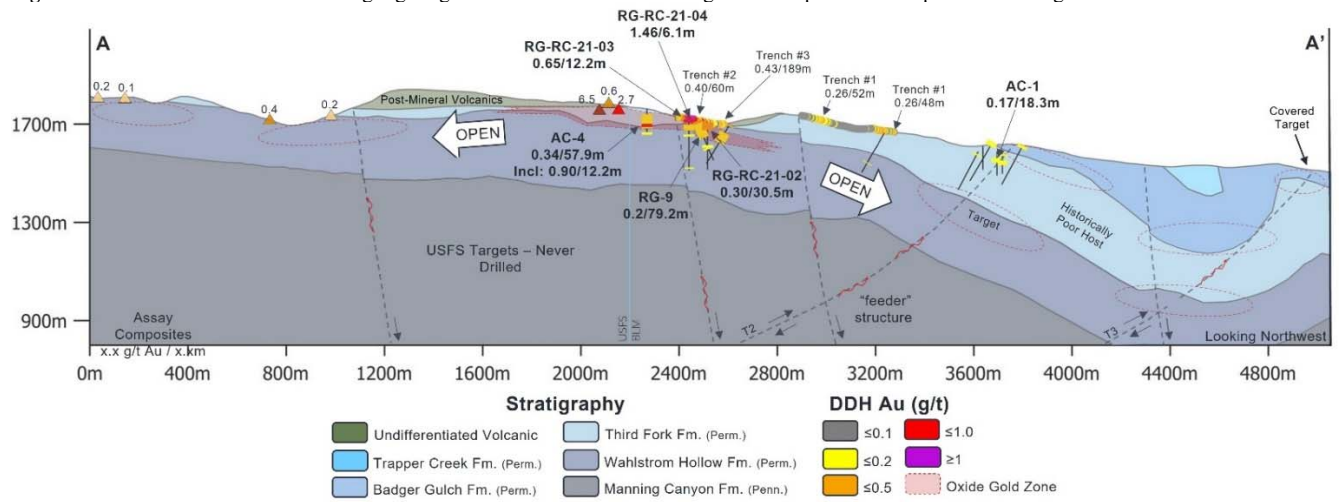 A
A'
RG-RC-21-04
1.46/6.1m
RG-RC-21-03
0.65/12.2m
Trench #2
0.40/60m
Trench #3
0.43/189m
Trench #1
0.26/52m
Trench #1
0.26/48m
AC-1
0.17/18.3m
Covered
Target
0.2
0.1
0.4
0.2
Post-Mineral Volcanics
6.5
0.6
2.7
1700m
1300m
900m
OPEN
AC-4
0.34/57.9m
Incl: 0.90/12.2m
RG-9
0.2/79.2m
RG-RC-21-02
0.30/30.5m
OPEN
Target
Historically
Poor Host
USFS Targets – Never
Drilled
USFS
BLM
"feeder"
structure
T2
T3
Looking Northwest
Assay
Composites
x.x g/t Au / x.km
0m
400m
800m
1200m
1600m
2000m
2400m
2800m
3200m
3600m
4000m
4400m
4800m
Stratigraphy
Undifferentiated Volcanic
Trapper Creek Fm. (Perm.)
Badger Gulch Fm. (Perm.)
Third Fork Fm. (Perm.)
Wahlstrom Hollow Fm. (Perm.)
Manning Canyon Fm. (Penn.)
DDH Au (g/t)
≤0.1
≤0.2
≤0.5
≤1.0
≥1
Oxide Gold Zone